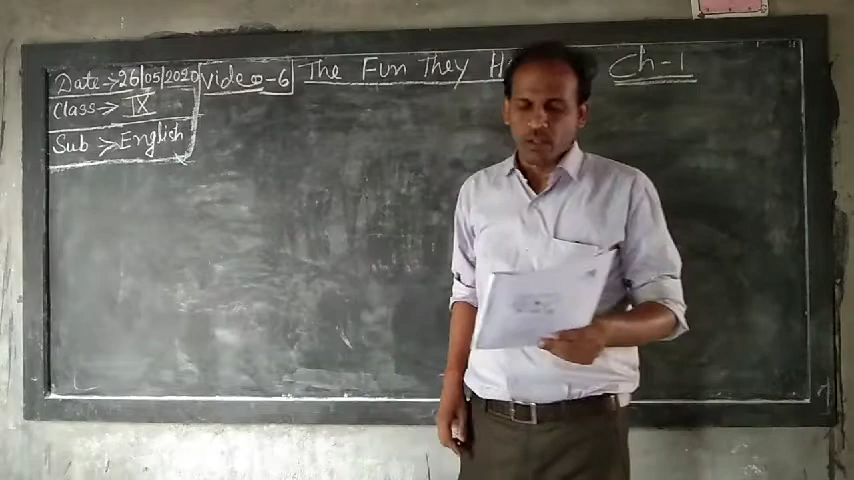 Date → 26/05/2020
Video-6
The Fun They H
Ch-1
Class → IX
Sub → English